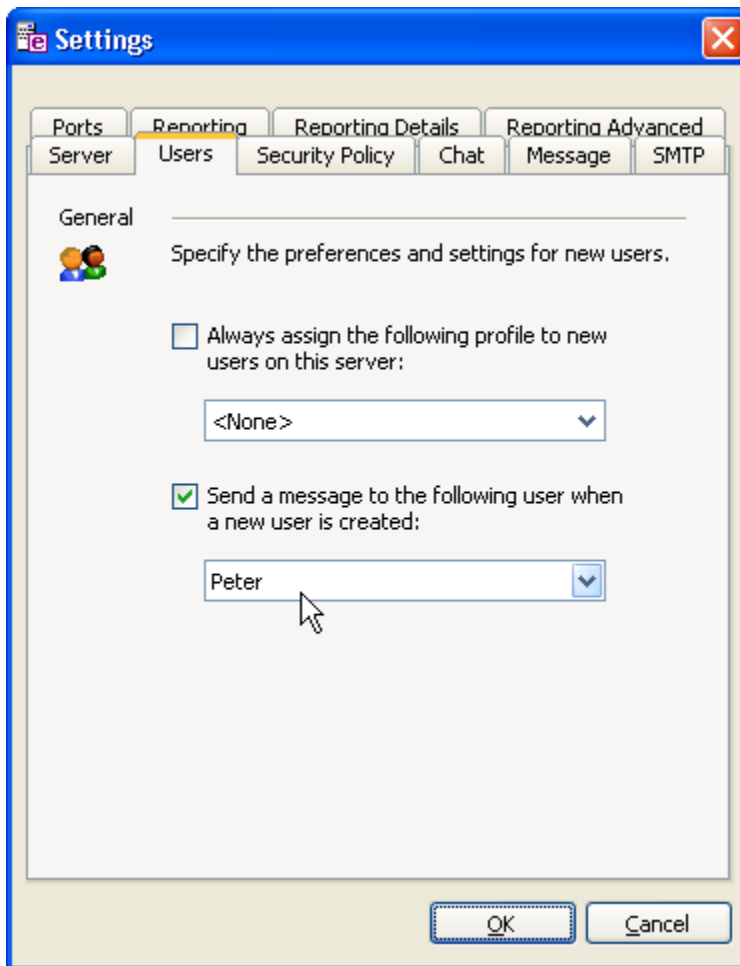 Settings
Ports Reporting Reporting Details Reporting Advanced
Server Users Security Policy Chat Message SMTP
General
Specify the preferences and settings for new users.
Always assign the following profile to new
users on this server:
<None>
Send a message to the following user when
a new user is created:
Peter
OK Cancel